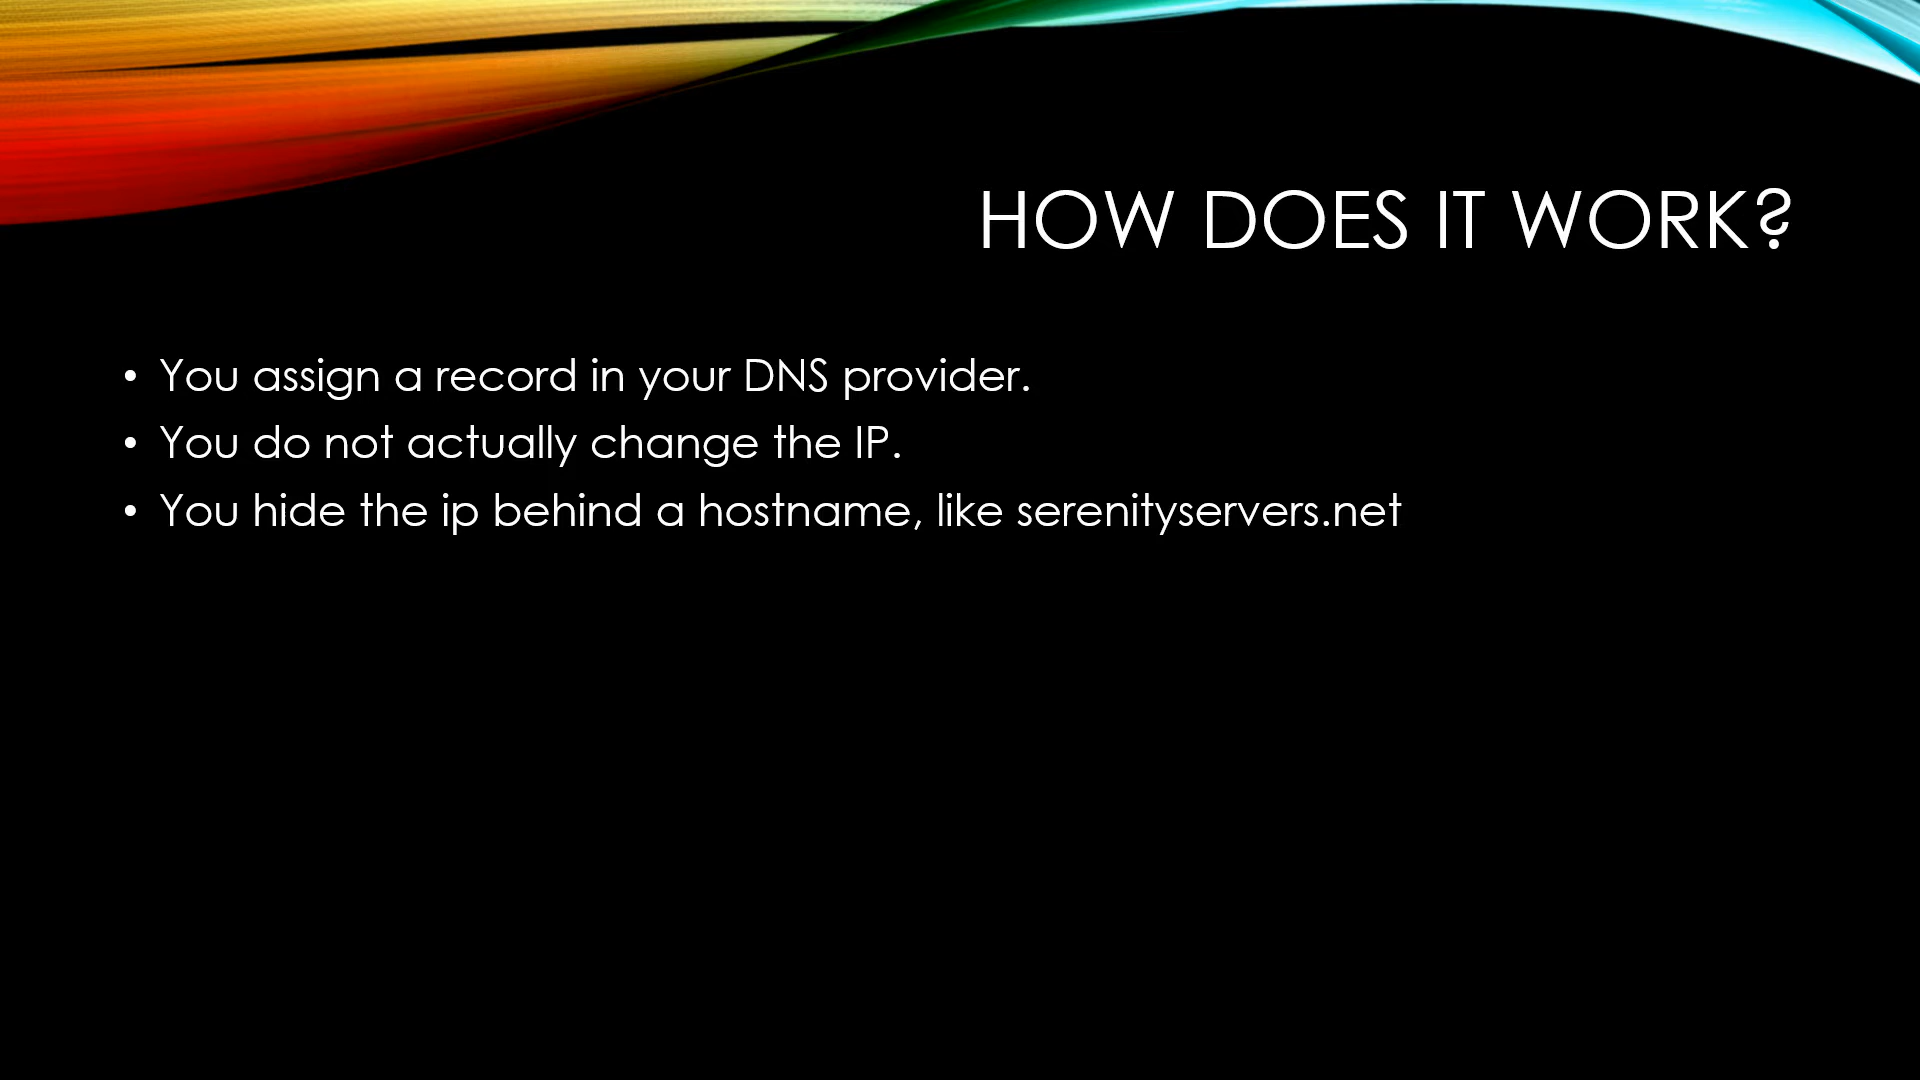 HOW DOES IT WORK?
• You assign a record in your DNS provider.
• You do not actually change the IP.
• You hide the ip behind a hostname, like serenityservers.net